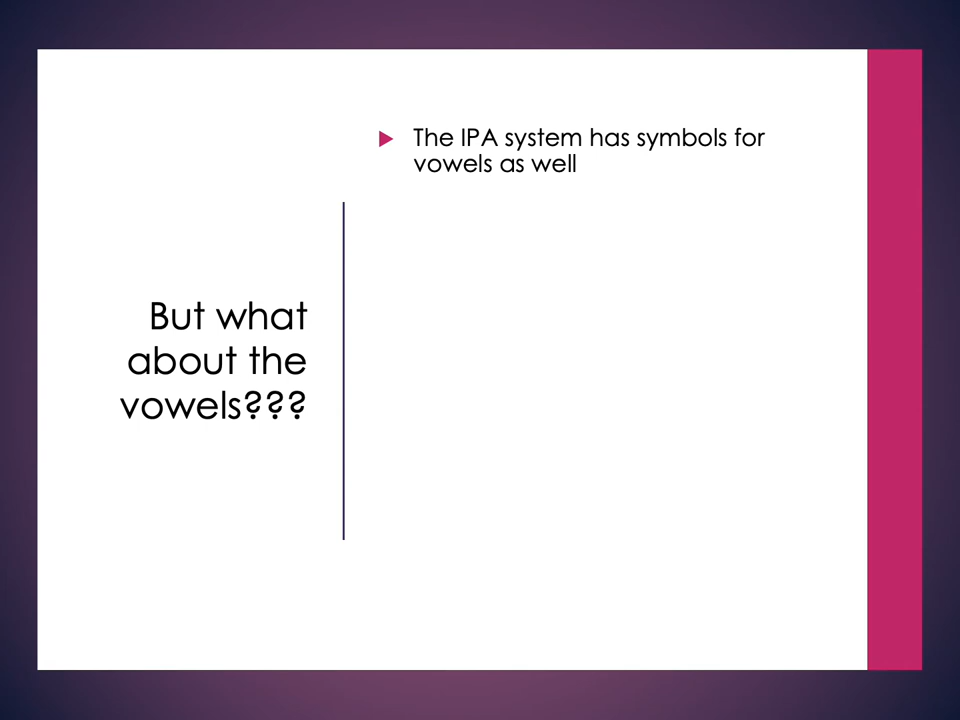 The IPA system has symbols for
vowels as well
But what
about the
vowels???